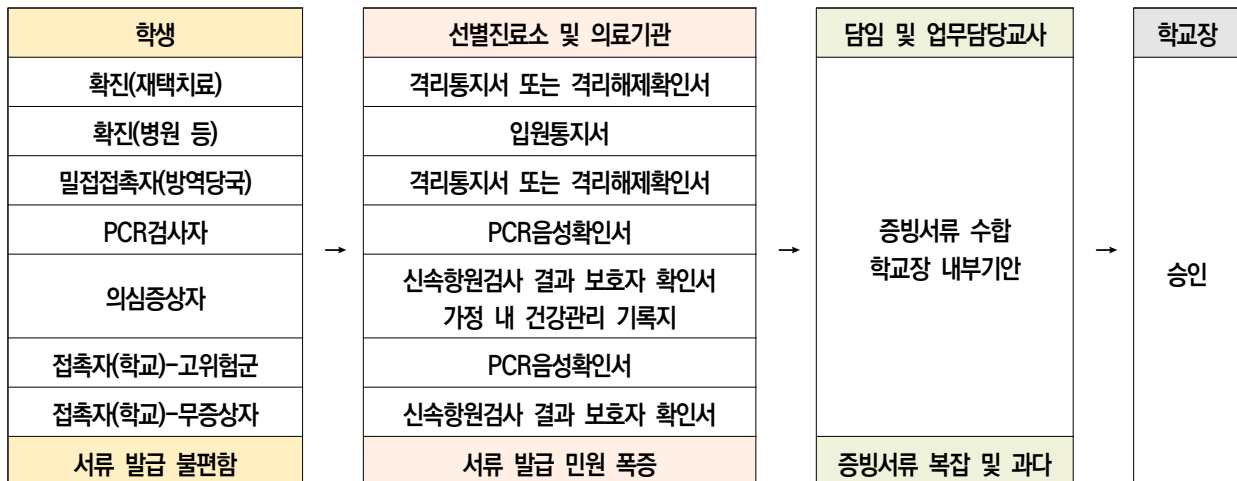 학생 선별진료소 및 의료기관 담임 및 업무담당교사 학교장
확진(재택치료) 격리통지서 또는 격리해제확인서
확진(병원 등) 입원통지서
밀접접촉자(방역당국) 격리통지서 또는 격리해제확인서
PCR검사자 → PCR음성확인서 → 증빙서류 수합 →
학교장 내부기안
승인
의심증상자 신속항원검사 결과 보호자 확인서
가정 내 건강관리 기록지
접촉자(학교)-고위험군 PCR음성확인서
접촉자(학교)-무증상자 신속항원검사 결과 보호자 확인서
서류 발급 불편함 서류 발급 민원 폭증 증빙서류 복잡 및 과다